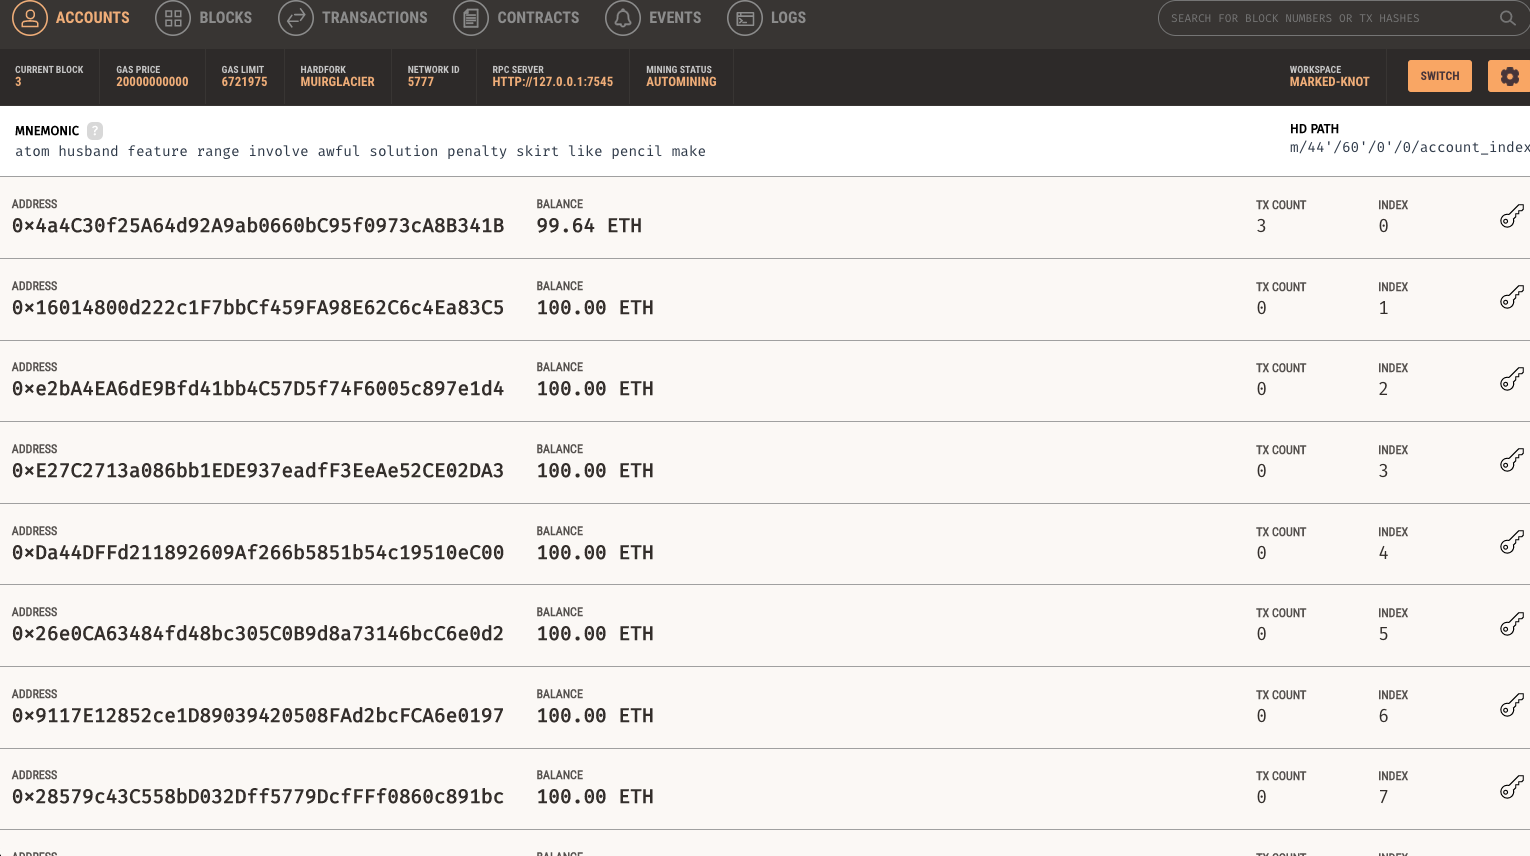 ACCOUNTS BLOCKS TRANSACTIONS CONTRACTS EVENTS LOGS SEARCH FOR BLOCK NUMBERS OR TX HASHES
CURRENT BLOCK GAS PRICE GAS LIMIT HARDFORK NETWORK ID RPC SERVER MINING STATUS WORKSPACE
3 20000000000 6721975 MUIRGLACIER 5777 HTTP://127.0.0.1:7545 AUTOMINING MARKED-KNOT SWITCH
MNEMONIC ? HD PATH
atom husband feature range involve awful solution penalty skirt like pencil make m/44'/60'/0'/0/account_index
ADDRESS BALANCE TX COUNT INDEX
0x4a4C30f25A64d92A9ab0660bC95f0973cA8B341B 99.64 ETH 3 0
ADDRESS BALANCE TX COUNT INDEX
0x16014800d222c1F7bbCf459FA98E62C6c4Ea83C5 100.00 ETH 0 1
ADDRESS BALANCE TX COUNT INDEX
0xe2bA4EA6dE9Bfd41bb4C57D5f74F6005c897e1d4 100.00 ETH 0 2
ADDRESS BALANCE TX COUNT INDEX
0xE27C2713a086bb1EDE937eadfF3EeAe52CE02DA3 100.00 ETH 0 3
ADDRESS BALANCE TX COUNT INDEX
0xDa44DFFd211892609Af266b5851b54c19510eC00 100.00 ETH 0 4
ADDRESS BALANCE TX COUNT INDEX
0x26e0CA63484fd48bc305C0B9d8a73146bcC6e0d2 100.00 ETH 0 5
ADDRESS BALANCE TX COUNT INDEX
0x9117E12852ce1D89039420508FAd2bcFCA6e0197 100.00 ETH 0 6
ADDRESS BALANCE TX COUNT INDEX
0x28579c43C558bD032Dff5779DcfFFf0860c891bc 100.00 ETH 0 7
ADDRESS BALANCE TX COUNT INDEX